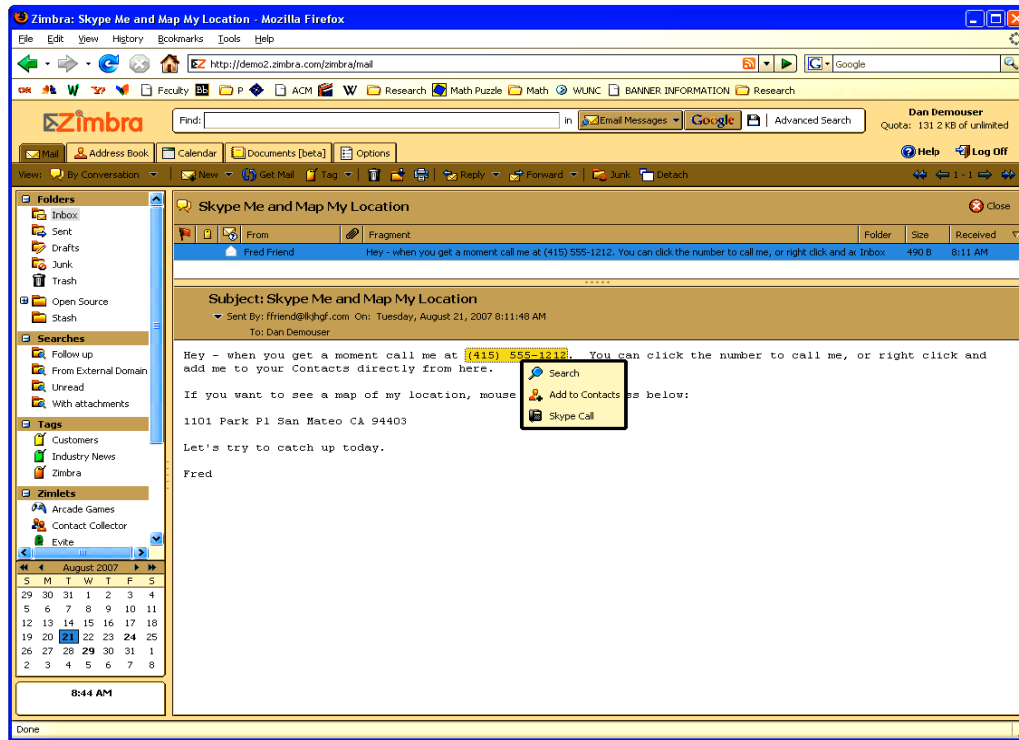 Zimbra: Skype Me and Map My Location - Mozilla Firefox
File Edit View History Bookmarks Tools Help
http://demo2.zimbra.com/zimbra/mail
Google
Faculty P ACM W Research Math Puzzle Math WUNC BANNER INFORMATION Research
Zimbra
Find: in Email Messages Google Advanced Search
Dan Demouser
Quota: 131 2 KB of unlimited
Mail Address Book Calendar Documents [beta] Options
Help Log Off
View: By Conversation New Get Mail Tag Reply Forward Junk Detach 1 - 1
Folders
Inbox
Sent
Drafts
Junk
Trash
Open Source
Stash
Searches
Follow up
From External Domain
Unread
With attachments
Tags
Customers
Industry News
Zimbra
Zimlets
Arcade Games
Contact Collector
Evite
August 2007
S M T W T F S
29 30 31 1 2 3 4
5 6 7 8 9 10 11
12 13 14 15 16 17 18
19 20 21 22 23 24 25
26 27 28 29 30 31 1
2 3 4 5 6 7 8
8:44 AM
Skype Me and Map My Location
Close
From Fragment Folder Size Received
Fred Friend Hey - when you get a moment call me at (415) 555-1212. You can click the number to call me, or right click and ac Inbox 490 B 8:11 AM
Subject: Skype Me and Map My Location
Sent By: ffriend@lkjhgf.com On: Tuesday, August 21, 2007 8:11:48 AM
To: Dan Demouser
Hey - when you get a moment call me at (415) 555-1212. You can click the number to call me, or right click and
add me to your Contacts directly from here.
If you want to see a map of my location, mouse ss below:
1101 Park Pl San Mateo CA 94403
Let's try to catch up today.
Fred
Search
Add to Contacts
Skype Call
Done